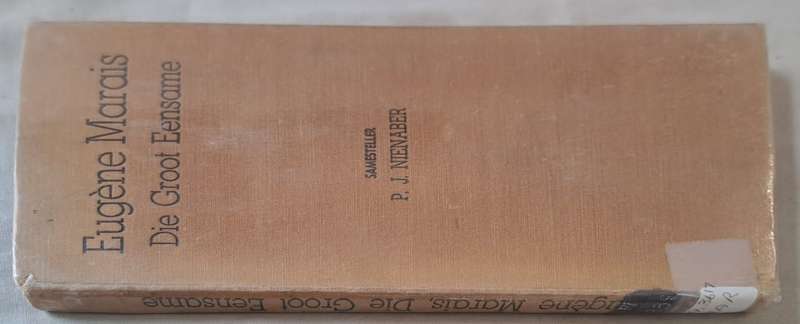 Eugène Marais
Die Groot Eensame
SAMESTELLER
P. J. NIENABER
Eugène Marais, Die Groot Eensame